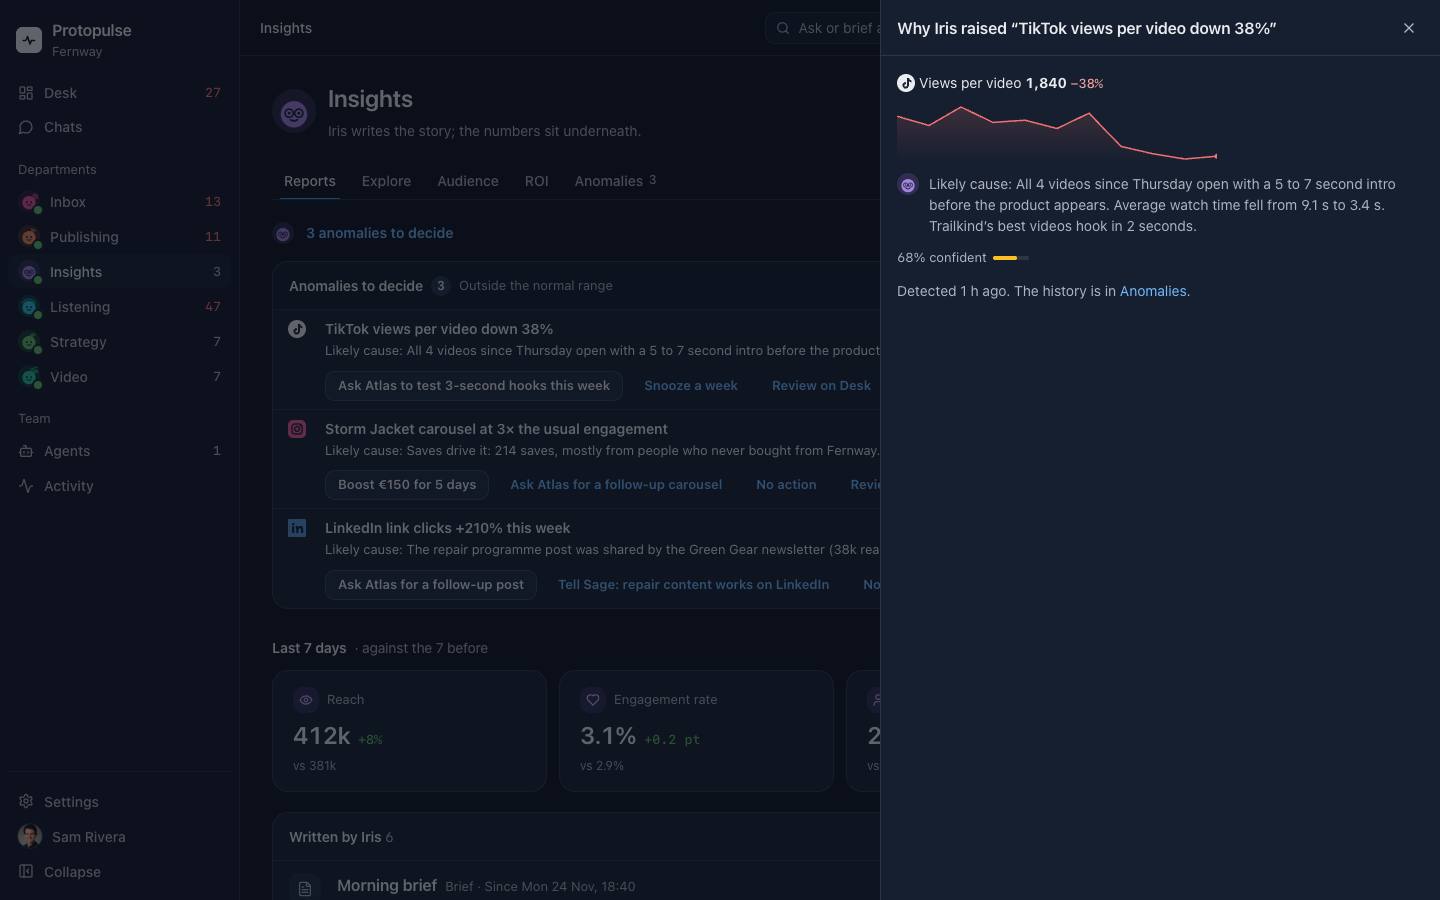 Protopulse
Fernway
Desk 27
Chats
Departments
Inbox 13
Publishing 11
Insights 3
Listening 47
Strategy 7
Video 7
Team
Agents 1
Activity
Settings
Sam Rivera
Collapse
Insights
Ask or brief a
Insights
Iris writes the story; the numbers sit underneath.
Reports Explore Audience ROI Anomalies 3
3 anomalies to decide
Anomalies to decide 3 Outside the normal range
TikTok views per video down 38%
Likely cause: All 4 videos since Thursday open with a 5 to 7 second intro before the product
Ask Atlas to test 3-second hooks this week Snooze a week Review on Desk
Storm Jacket carousel at 3× the usual engagement
Likely cause: Saves drive it: 214 saves, mostly from people who never bought from Fernway.
Boost €150 for 5 days Ask Atlas for a follow-up carousel No action Revie
LinkedIn link clicks +210% this week
Likely cause: The repair programme post was shared by the Green Gear newsletter (38k rea
Ask Atlas for a follow-up post Tell Sage: repair content works on LinkedIn No
Last 7 days · against the 7 before
Reach
412k +8%
vs 381k
Engagement rate
3.1% +0.2 pt
vs 2.9%
2
vs
Written by Iris 6
Morning brief Brief · Since Mon 24 Nov, 18:40
Why Iris raised “TikTok views per video down 38%”
Views per video 1,840 −38%
Likely cause: All 4 videos since Thursday open with a 5 to 7 second intro
before the product appears. Average watch time fell from 9.1 s to 3.4 s.
Trailkind’s best videos hook in 2 seconds.
68% confident
Detected 1 h ago. The history is in Anomalies.